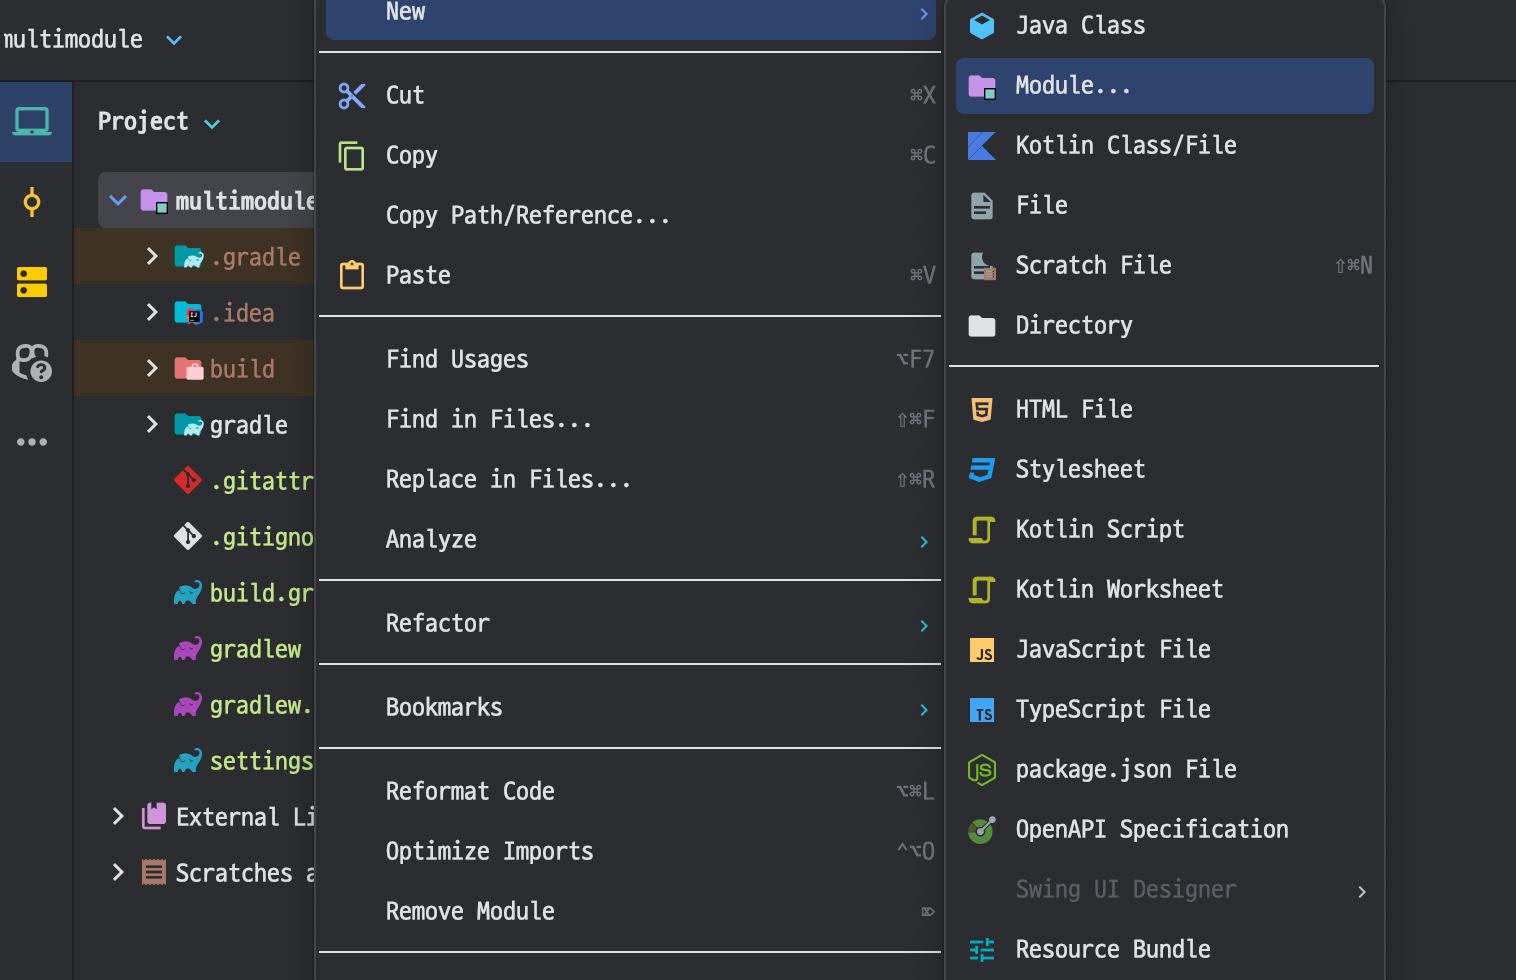 multimodule
Project
multimodule
.gradle
.idea
build
gradle
.gitattr
.gitigno
build.gr
gradlew
gradlew.
settings
External Li
Scratches a
New
Cut ⌘X
Copy ⌘C
Copy Path/Reference...
Paste ⌘V
Find Usages ⌥F7
Find in Files... ⇧⌘F
Replace in Files... ⇧⌘R
Analyze
Refactor
Bookmarks
Reformat Code ⌥⌘L
Optimize Imports ⌃⌥O
Remove Module ⌦
Java Class
Module...
Kotlin Class/File
File
Scratch File ⇧⌘N
Directory
HTML File
Stylesheet
Kotlin Script
Kotlin Worksheet
JS JavaScript File
TS TypeScript File
package.json File
OpenAPI Specification
Swing UI Designer
Resource Bundle